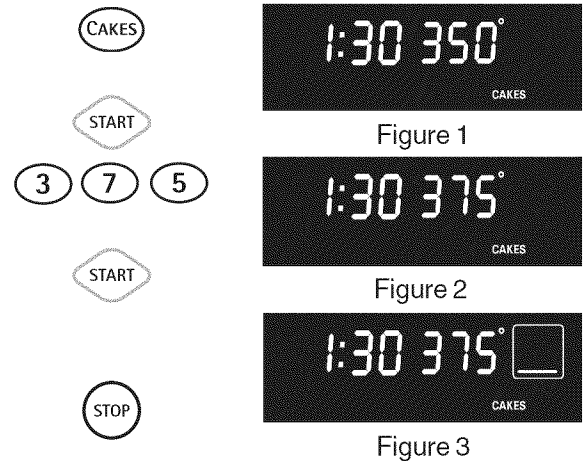 CAKES
1:30 350°
CAKES
Figure 1
START
3 7 5
1:30 375°
CAKES
Figure 2
START
1:30 375°
CAKES
Figure 3
STOP